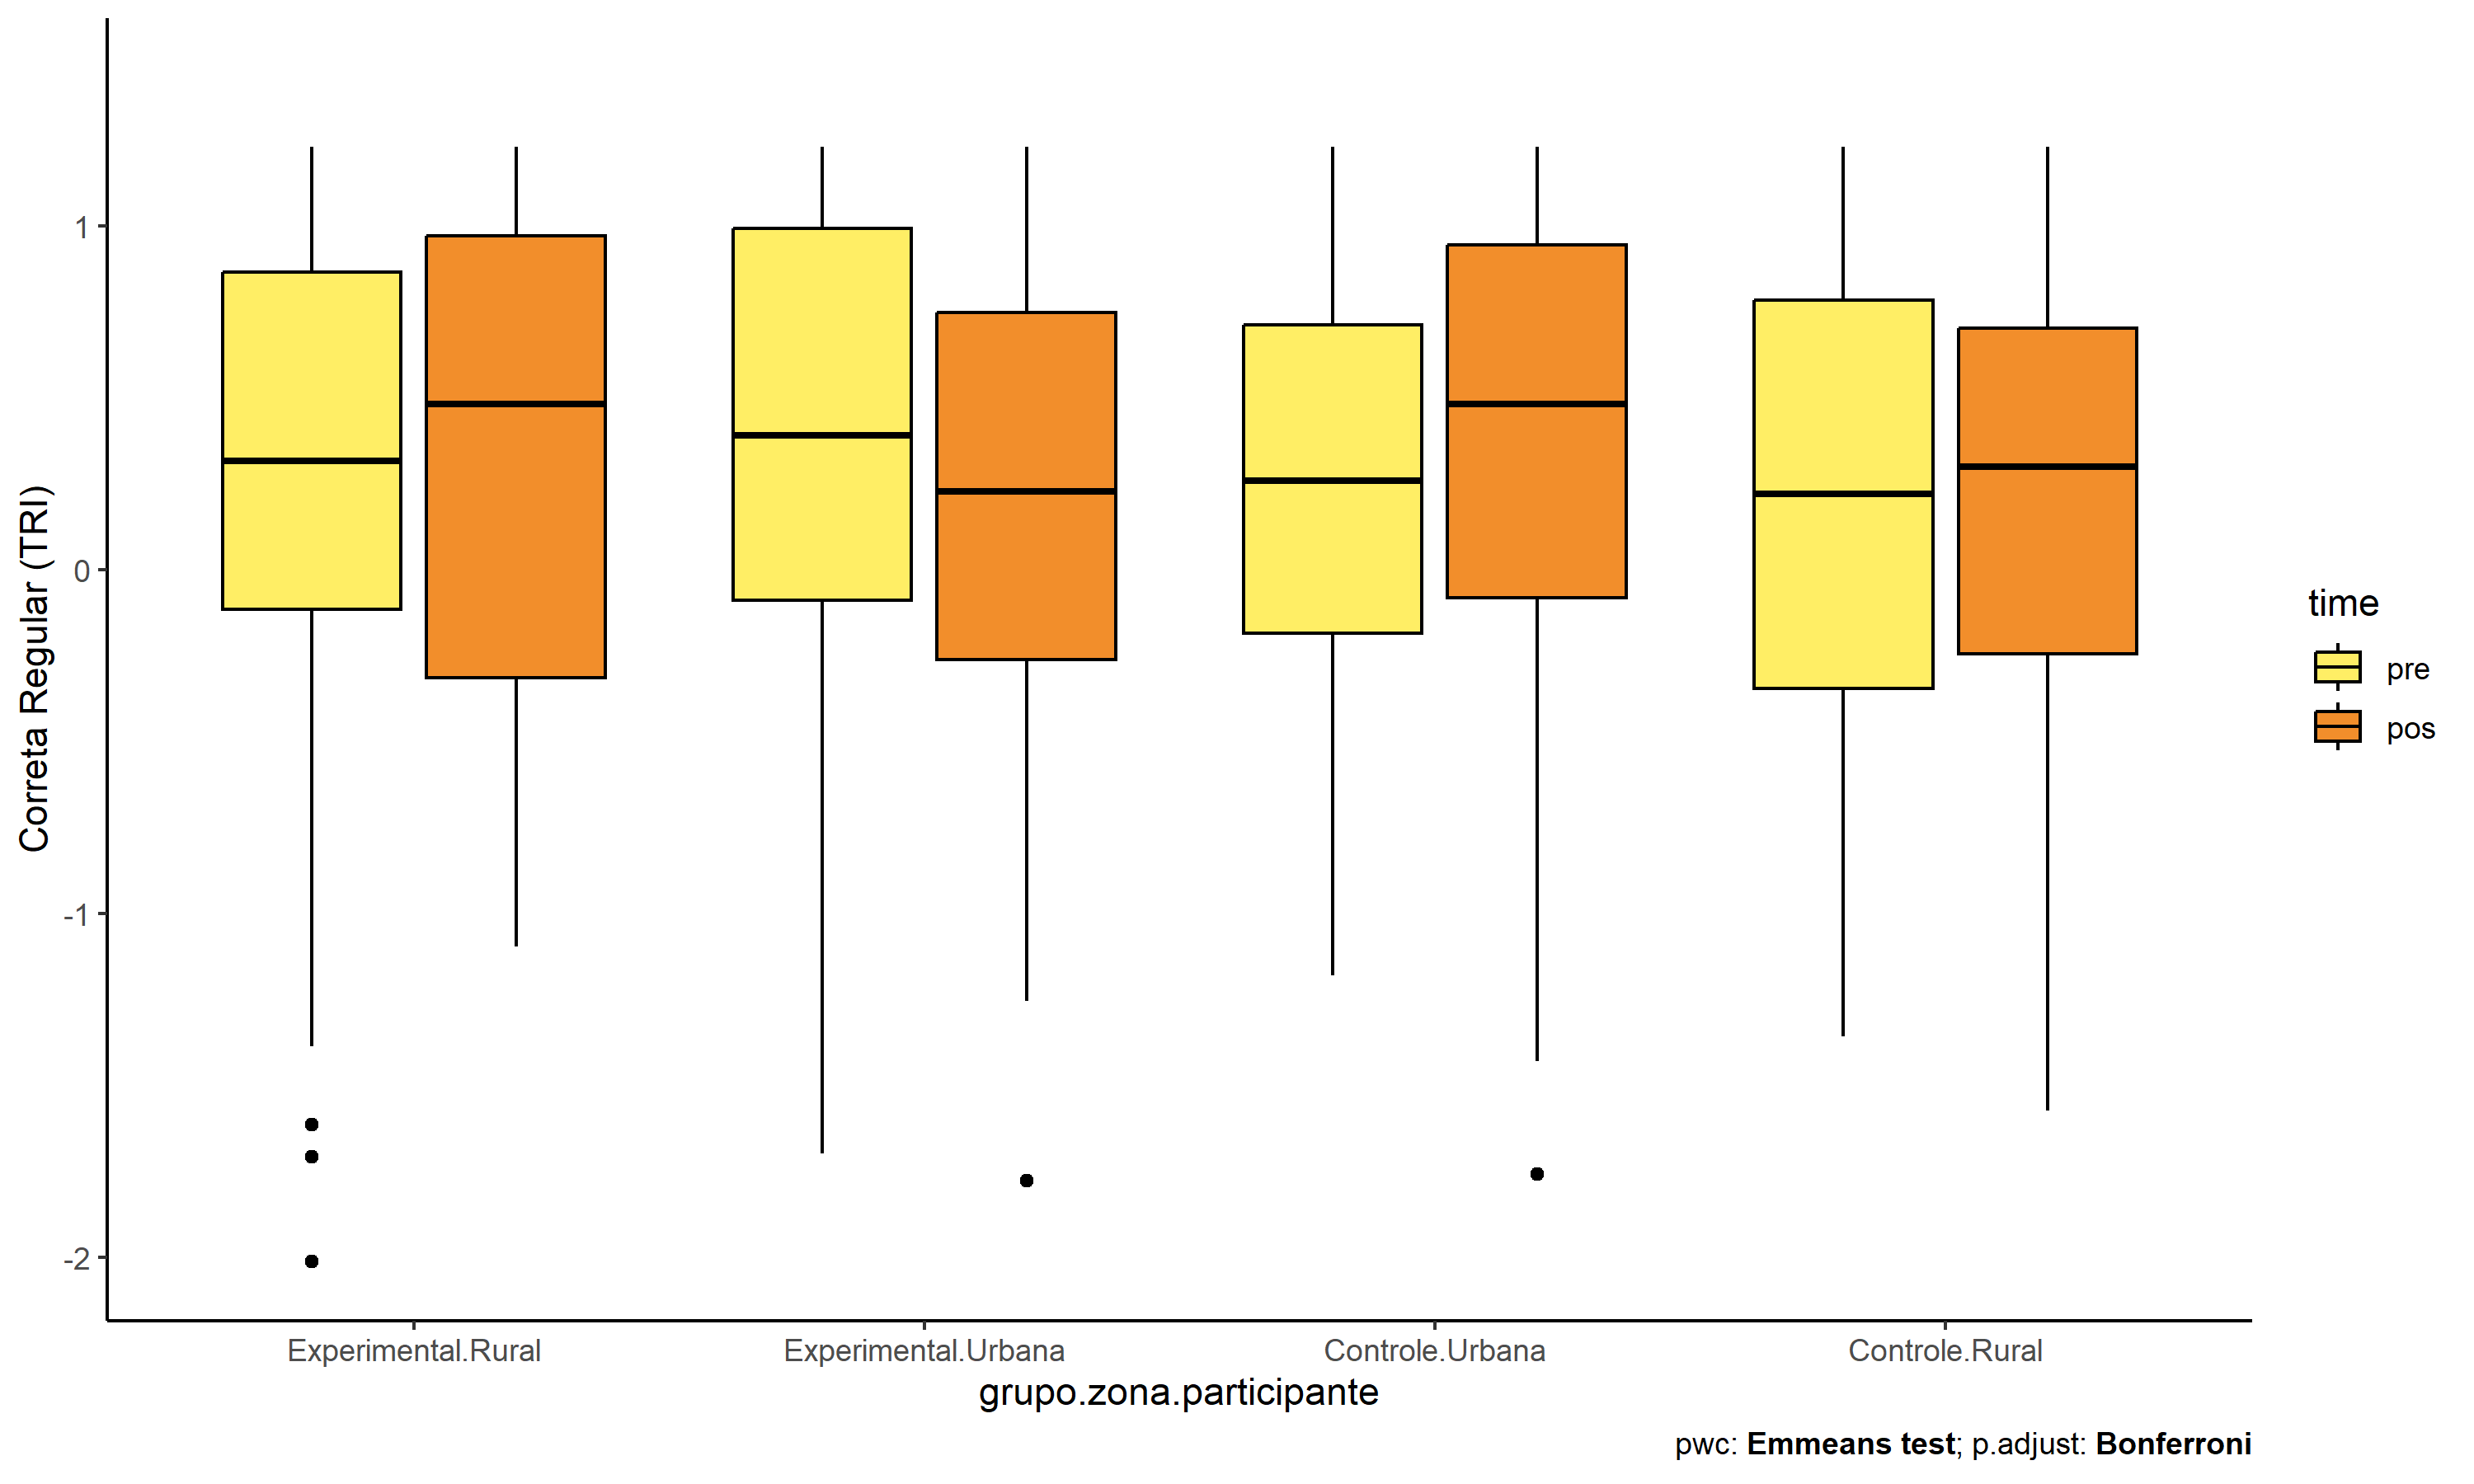 Correta Regular (TRI)
1
0
-1
-2
Experimental.Rural
Experimental.Urbana
Controle.Urbana
Controle.Rural
grupo.zona.participante
time
pre
pos
pwc: Emmeans test; p.adjust: Bonferroni